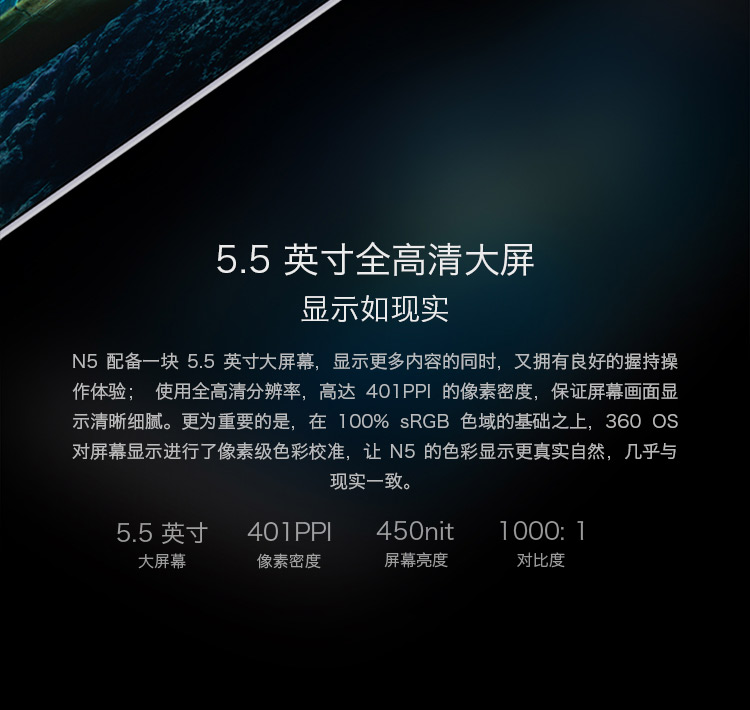 5.5 英寸全高清大屏
显示如现实
N5 配备一块 5.5 英寸大屏幕，显示更多内容的同时，又拥有良好的握持操
作体验； 使用全高清分辨率，高达 401PPI 的像素密度，保证屏幕画面显
示清晰细腻。更为重要的是，在 100% sRGB 色域的基础之上，360 OS
对屏幕显示进行了像素级色彩校准，让 N5 的色彩显示更真实自然，几乎与
现实一致。
5.5 英寸 401PPI 450nit 1000: 1
大屏幕 像素密度 屏幕亮度 对比度